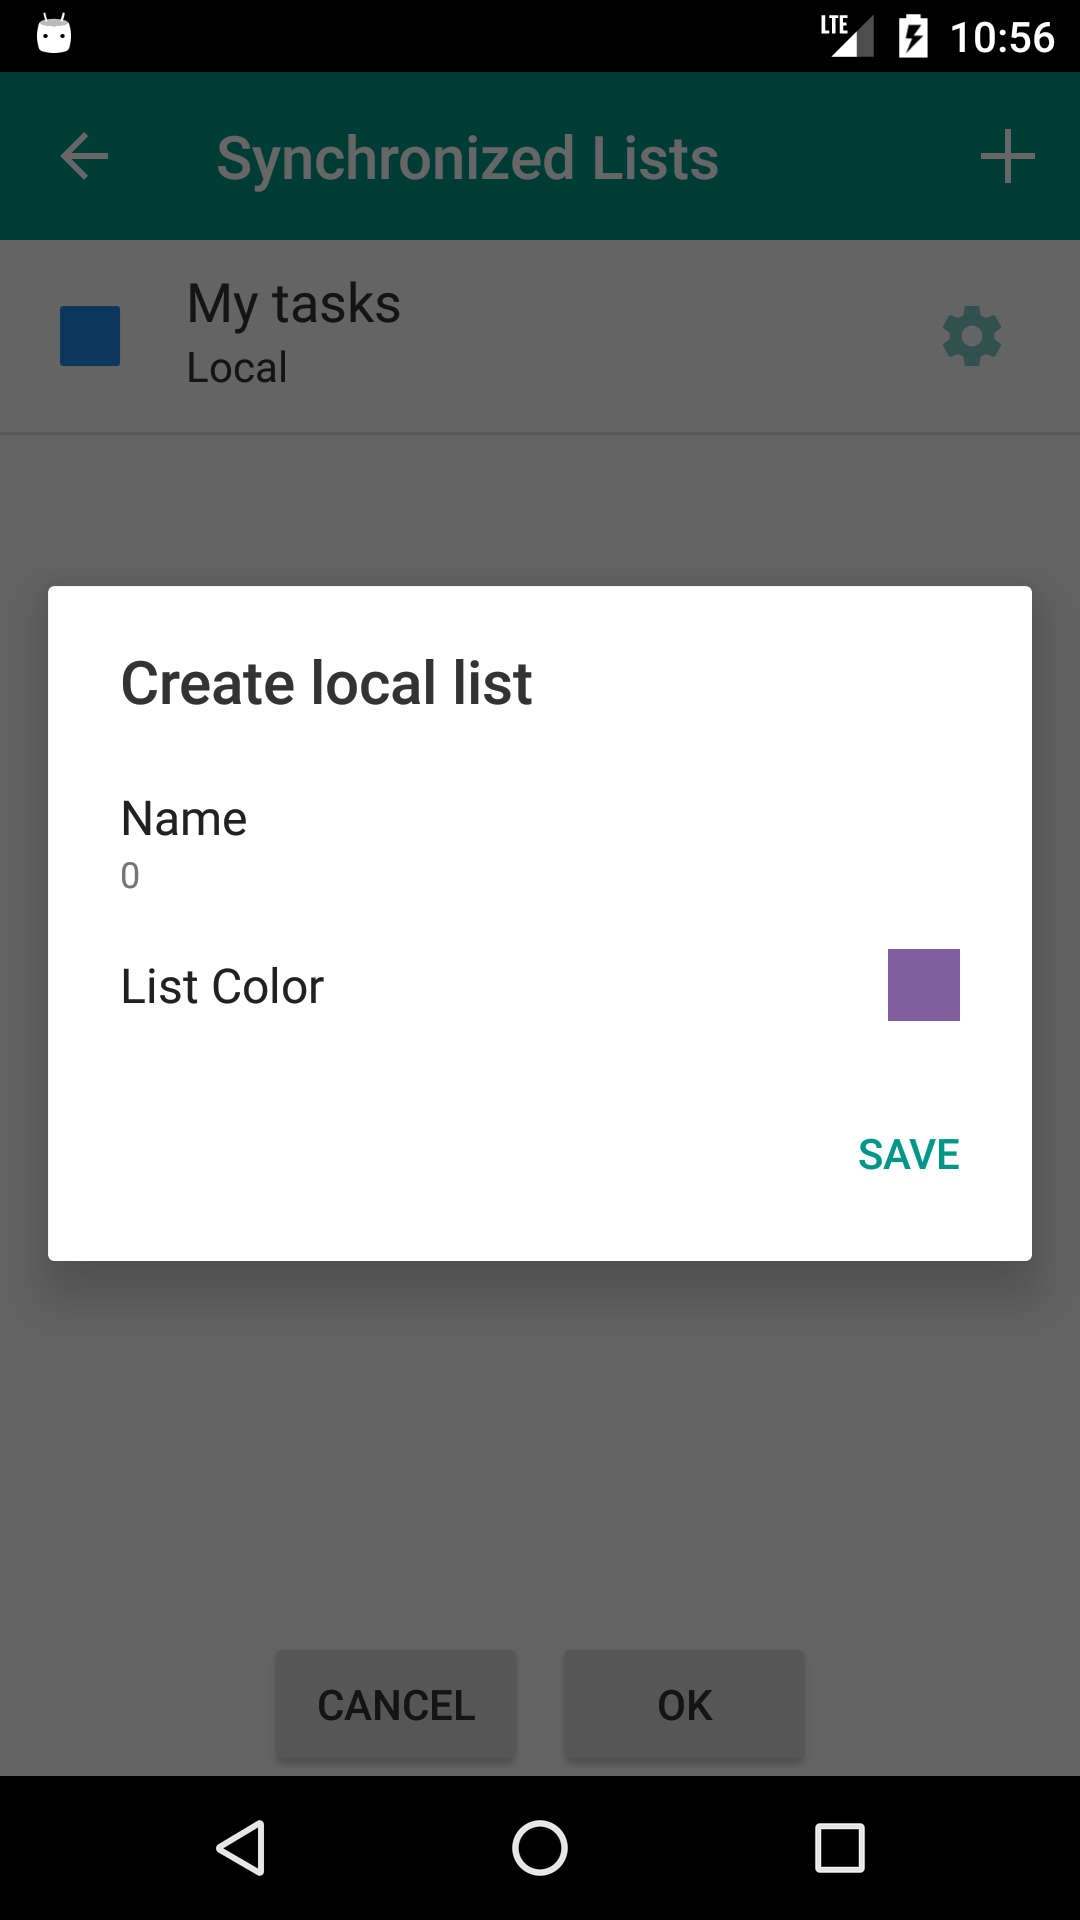 LTE 10:56
Synchronized Lists
My tasks
Local
Create local list
Name
0
List Color
SAVE
CANCEL OK